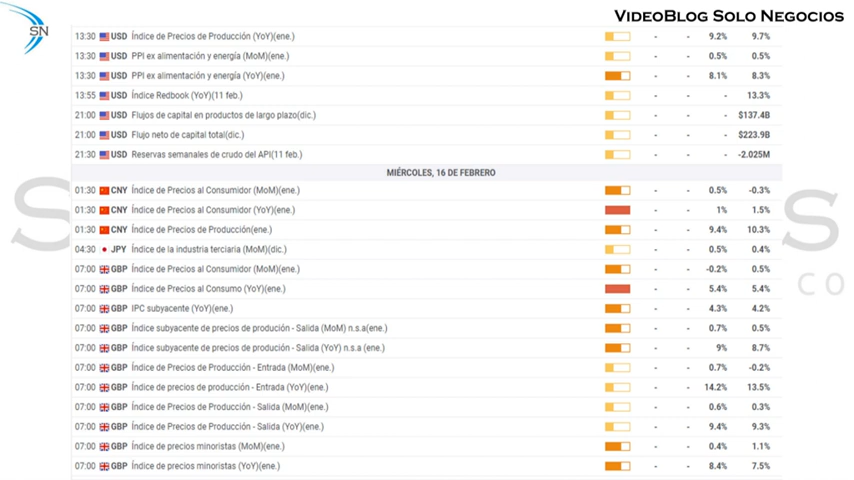 SN
VideoBlog Solo Negocios
13:30 USD Índice de Precios de Producción (YoY)(ene.) - - 9.2% 9.7%
13:30 USD PPI ex alimentación y energía (MoM)(ene.) - - 0.5% 0.5%
13:30 USD PPI ex alimentación y energía (YoY)(ene.) - - 8.1% 8.3%
13:55 USD Índice Redbook (YoY)(11 feb.) - - - 13.3%
21:00 USD Flujos de capital en productos de largo plazo(dic.) - - - $137.4B
21:00 USD Flujo neto de capital total(dic.) - - - $223.9B
21:30 USD Reservas semanales de crudo del API(11 feb.) - - - -2.025M
MIÉRCOLES, 16 DE FEBRERO
01:30 CNY Índice de Precios al Consumidor (MoM)(ene.) - - 0.5% -0.3%
01:30 CNY Índice de Precios al Consumidor (YoY)(ene.) - - 1% 1.5%
01:30 CNY Índice de Precios de Producción(ene.) - - 9.4% 10.3%
04:30 JPY Índice de la industria terciaria (MoM)(dic.) - - 0.5% 0.4%
07:00 GBP Índice de Precios al Consumidor (MoM)(ene.) - - -0.2% 0.5%
07:00 GBP Índice de Precios al Consumo (YoY)(ene.) - - 5.4% 5.4%
07:00 GBP IPC subyacente (YoY)(ene.) - - 4.3% 4.2%
07:00 GBP Índice subyacente de precios de produción - Salida (MoM) n.s.a(ene.) - - 0.7% 0.5%
07:00 GBP Índice subyacente de precios de produción - Salida (YoY) n.s.a (ene.) - - 9% 8.7%
07:00 GBP Índice de Precios de Producción - Entrada (MoM)(ene.) - - 0.7% -0.2%
07:00 GBP Índice de precios de producción - Entrada (YoY)(ene.) - - 14.2% 13.5%
07:00 GBP Índice de Precios de Producción - Salida (MoM)(ene.) - - 0.6% 0.3%
07:00 GBP Índice de Precios de Producción - Salida (YoY)(ene.) - - 9.4% 9.3%
07:00 GBP Índice de precios minoristas (MoM)(ene.) - - 0.4% 1.1%
07:00 GBP Índice de precios minoristas (YoY)(ene.) - - 8.4% 7.5%
S S
CO